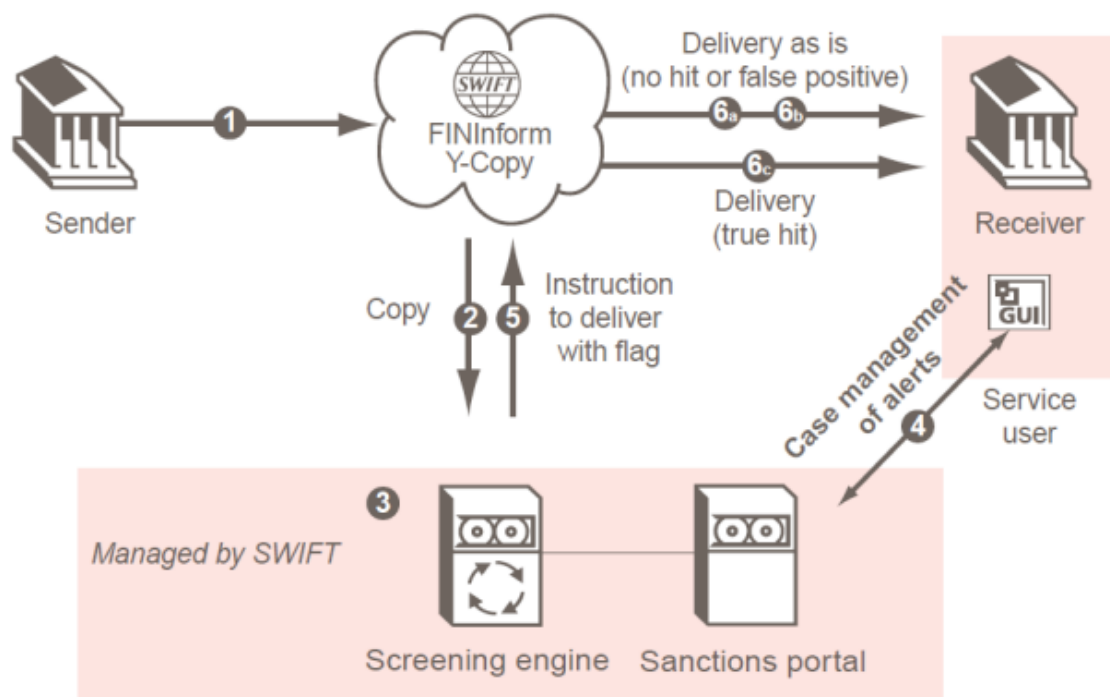 Delivery as is
(no hit or false positive)
SWIFT
1
6a
6b
FINInform
Y-Copy
6c
Sender
Delivery
(true hit)
Receiver
Copy
2
5
Instruction
to deliver
with flag
GUI
Case management
of alerts
4
Service
user
3
Managed by SWIFT
Screening engine
Sanctions portal